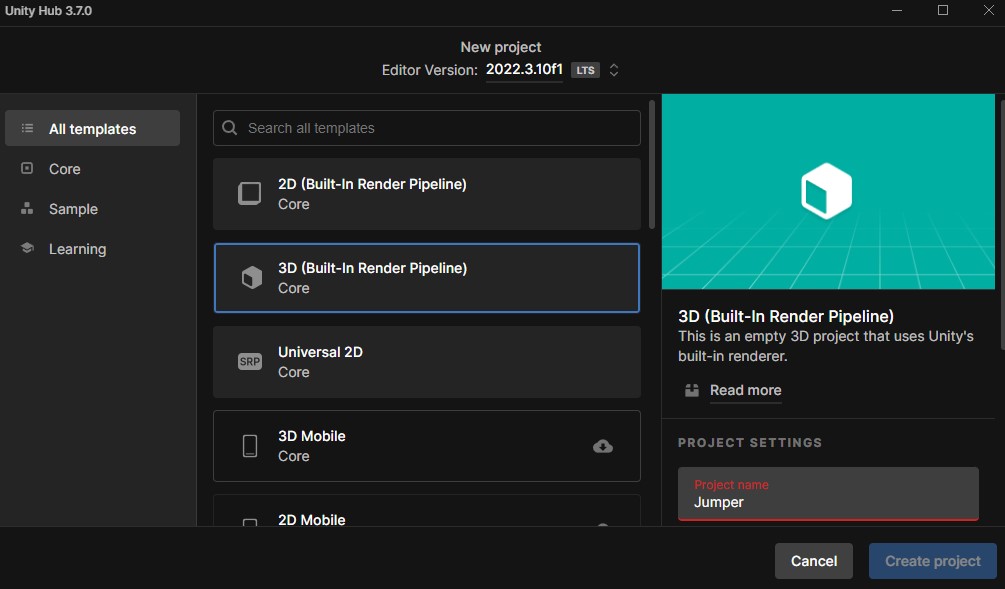 Unity Hub 3.7.0
New project
Editor Version: 2022.3.10f1 LTS
All templates
Core
Sample
Learning
Search all templates
2D (Built-In Render Pipeline)
Core
3D (Built-In Render Pipeline)
Core
SRP
Universal 2D
Core
3D Mobile
Core
2D Mobile
3D (Built-In Render Pipeline)
This is an empty 3D project that uses Unity's
built-in renderer.
Read more
PROJECT SETTINGS
Project name
Jumper
Cancel
Create project